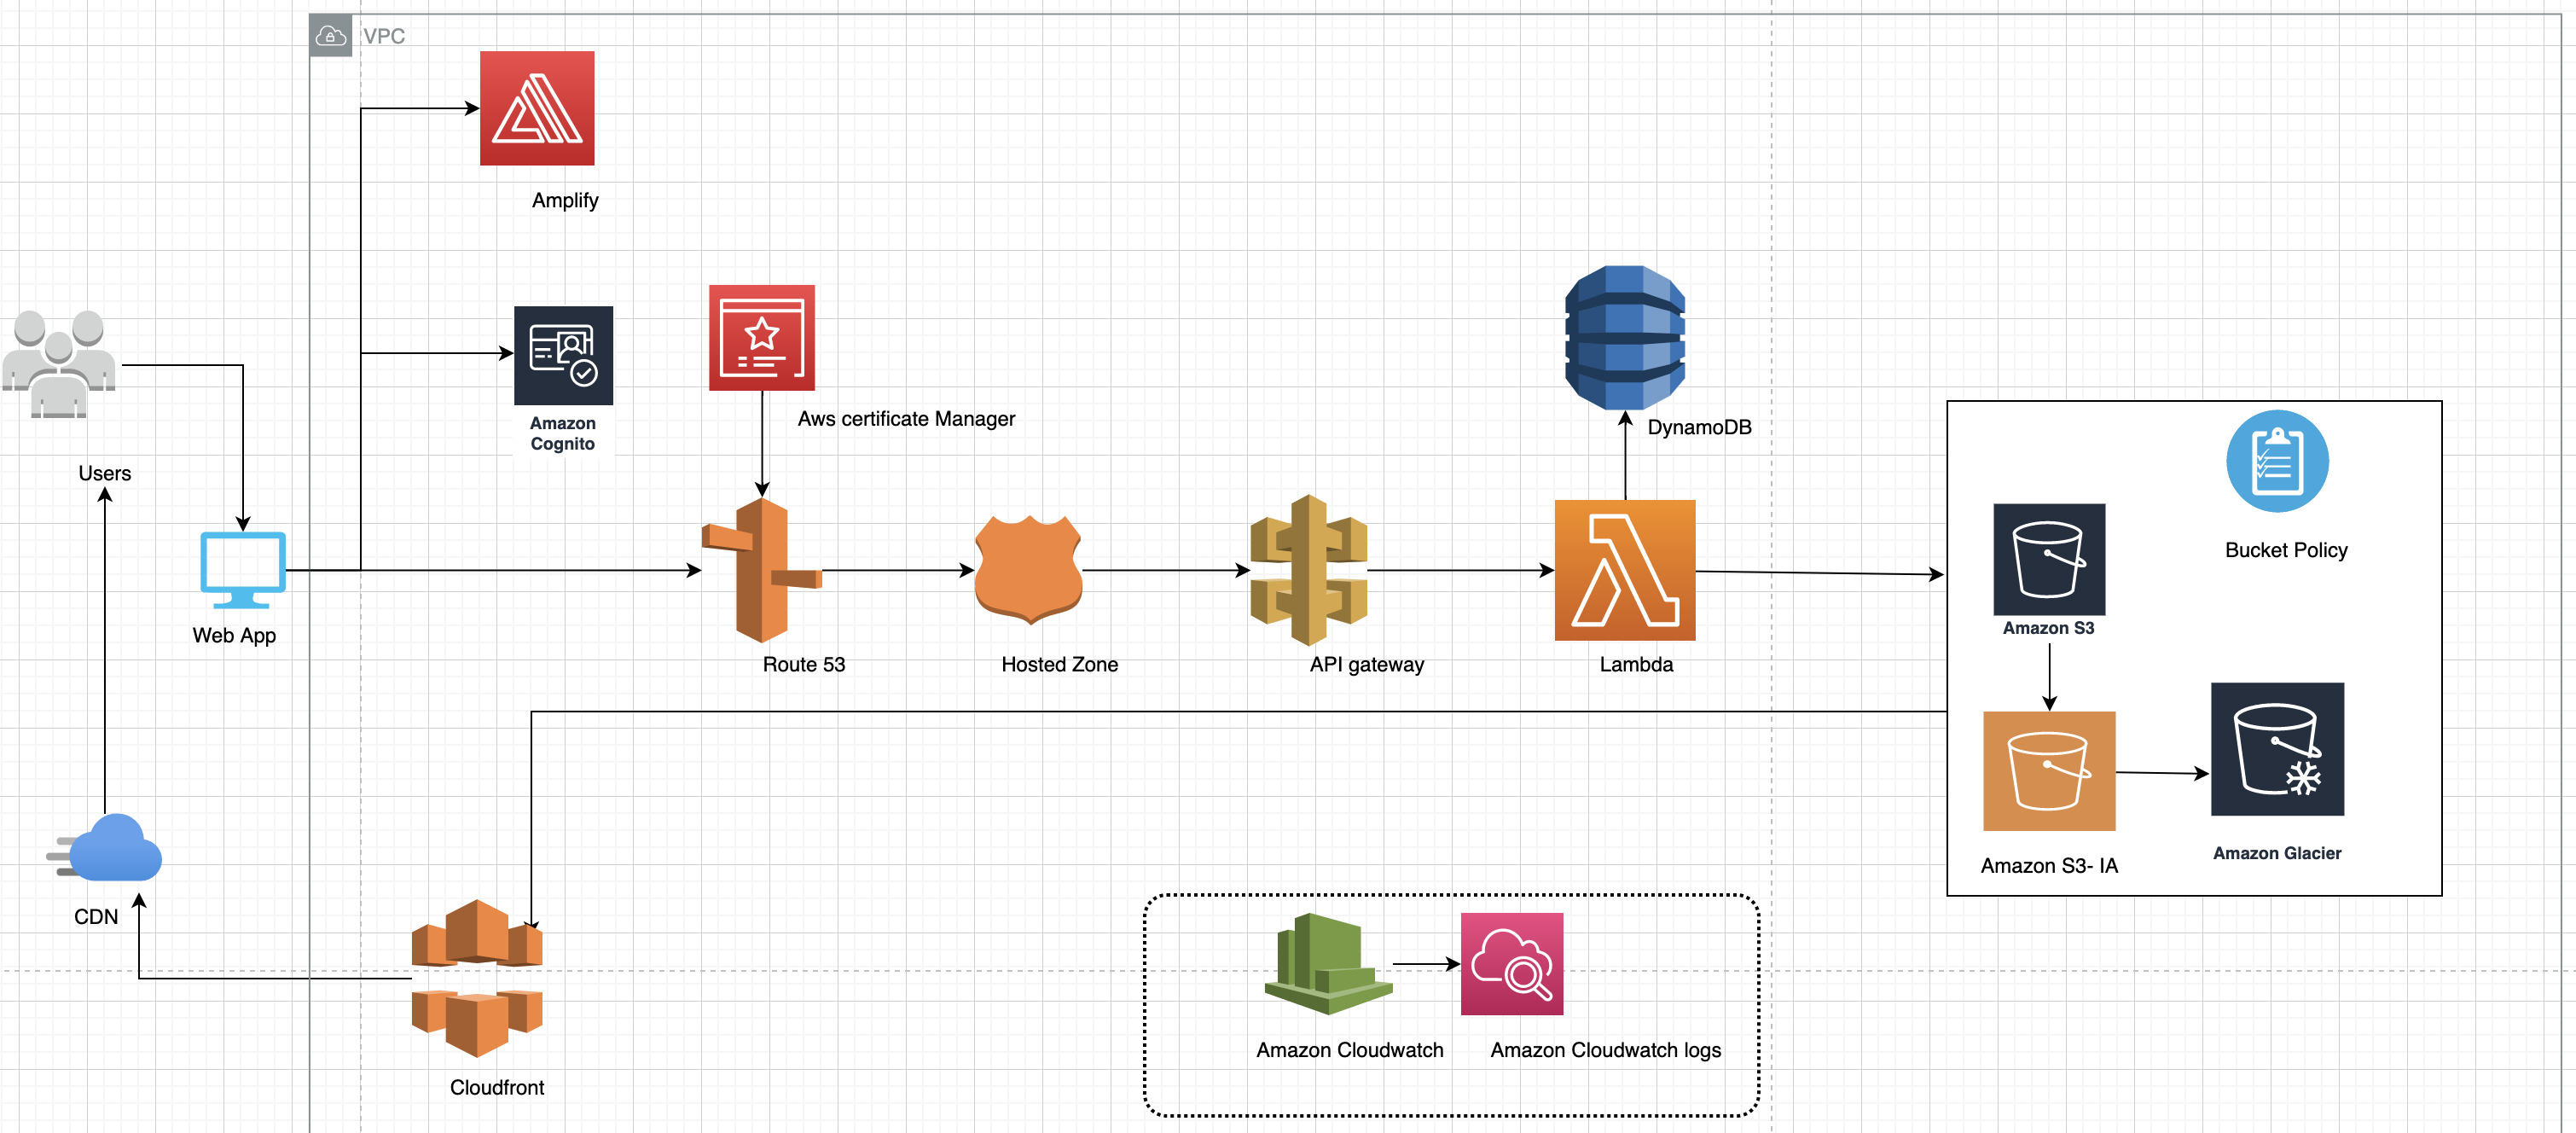 VPC
Amplify
Amazon
Cognito
Aws certificate Manager
DynamoDB
Users
Web App
Route 53
Hosted Zone
API gateway
Lambda
Bucket Policy
Amazon S3
Amazon S3- IA
Amazon Glacier
CDN
Cloudfront
Amazon Cloudwatch
Amazon Cloudwatch logs